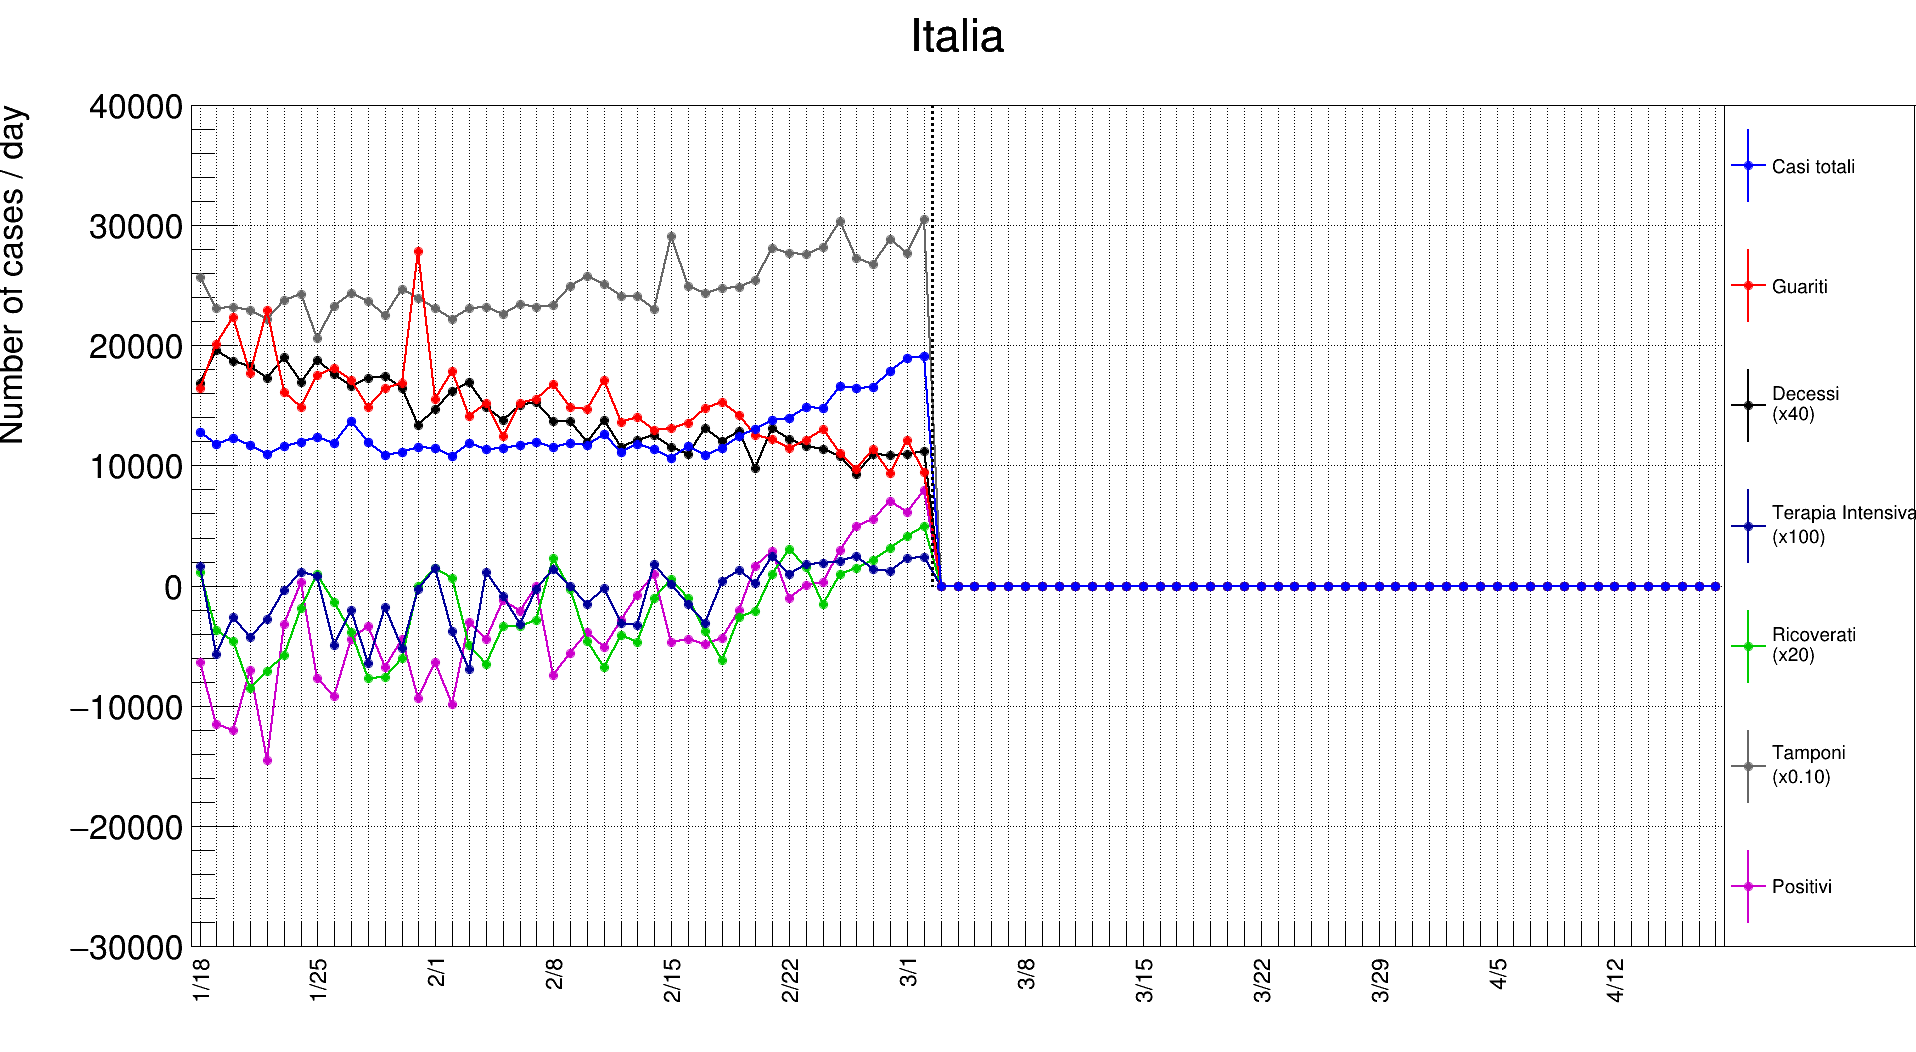 Italia
Number of cases / day
40000
30000
20000
10000
0
−10000
−20000
−30000
1/18
1/25
2/1
2/8
2/15
2/22
3/1
3/8
3/15
3/22
3/29
4/5
4/12
Casi totali
Guariti
Decessi
(x40)
Terapia Intensiva
(x100)
Ricoverati
(x20)
Tamponi
(x0.10)
Positivi